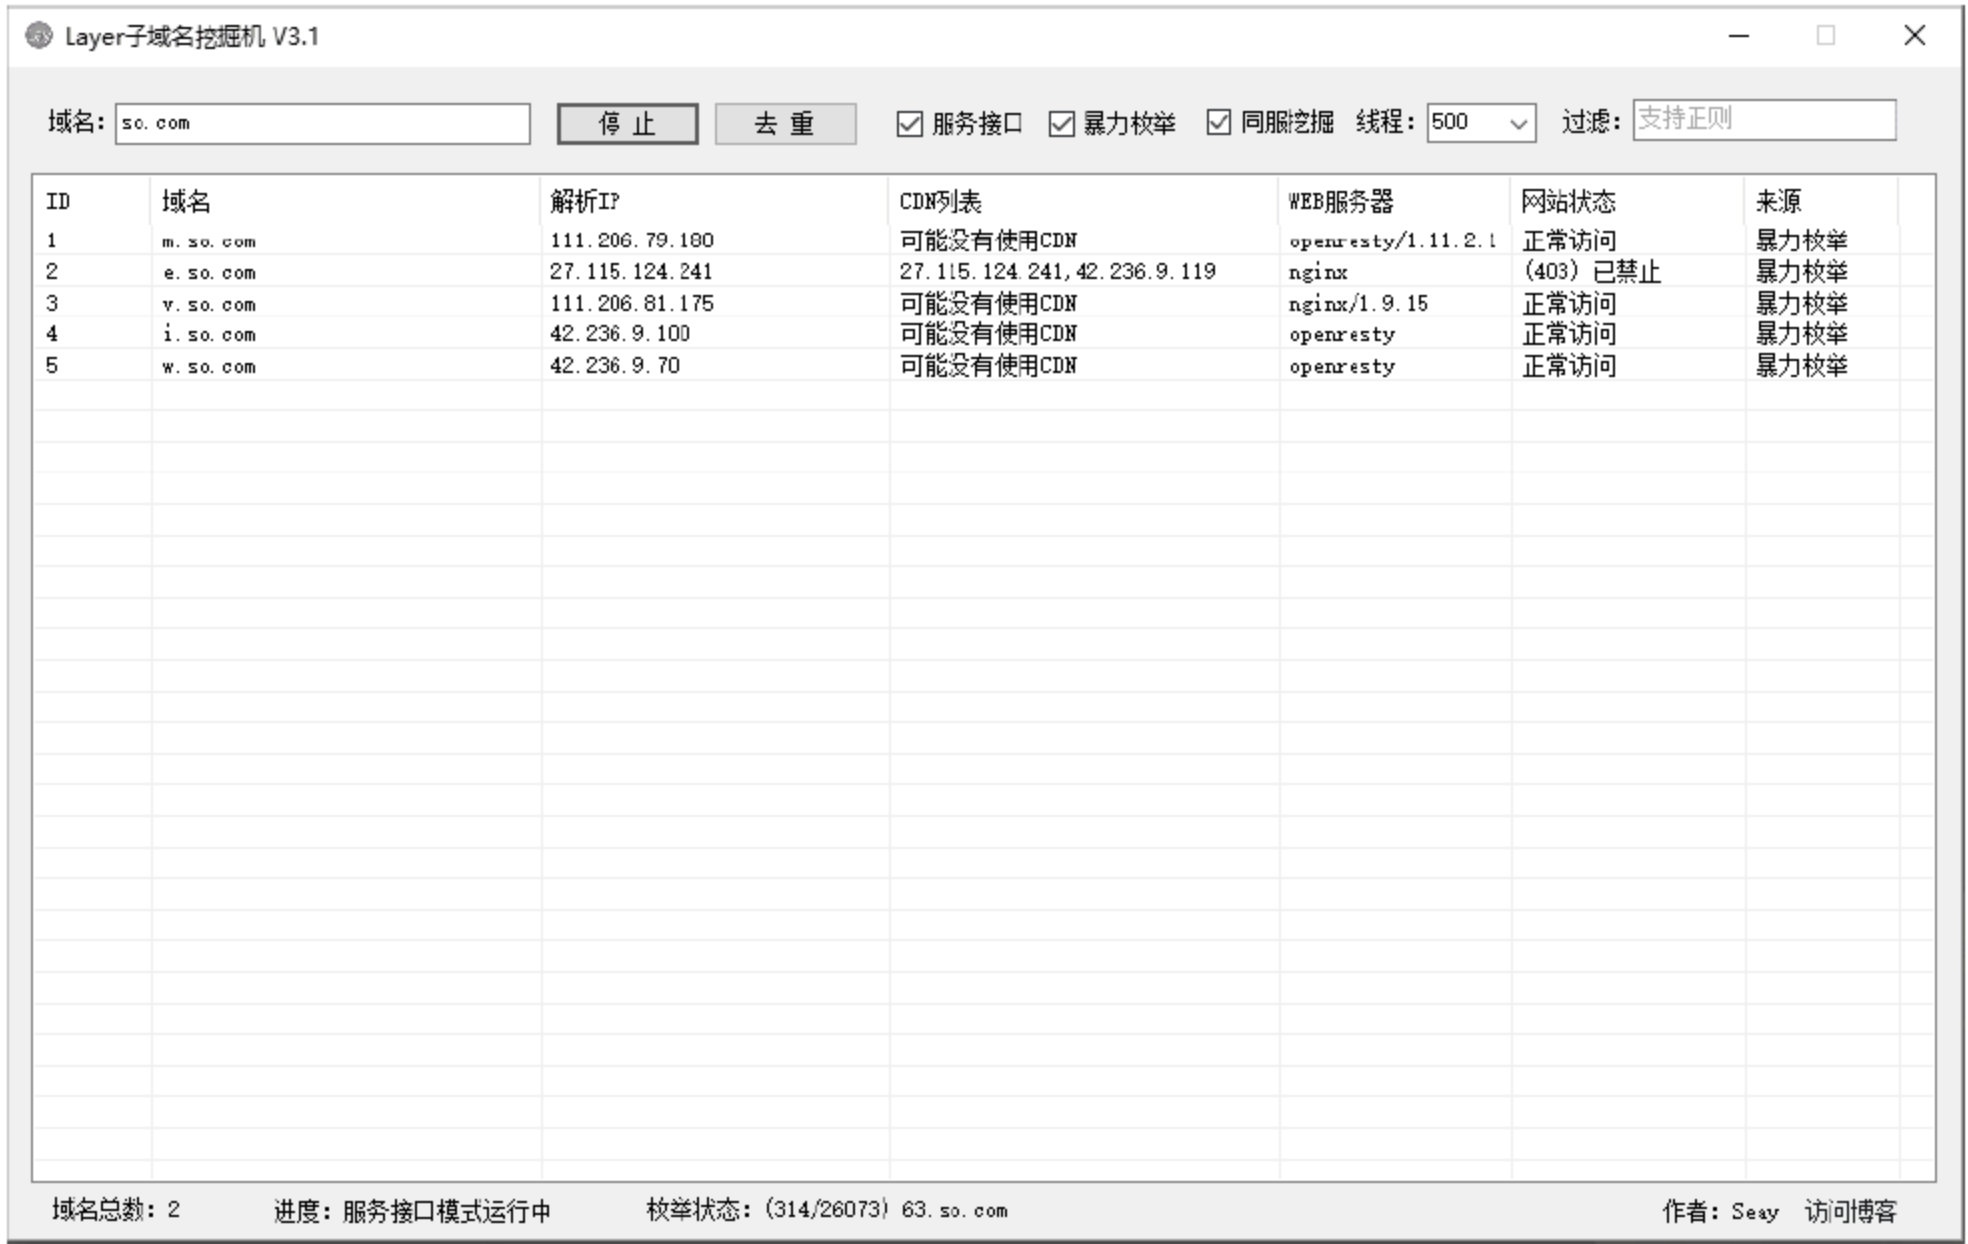 Layer子域名挖掘机 V3.1
域名: so.com 停 止 去 重 服务接口 暴力枚举 同服挖掘 线程: 500 过滤: 支持正则
ID 域名 解析IP CDN列表 WEB服务器 网站状态 来源
1 m.so.com 111.206.79.180 可能没有使用CDN openresty/1.11.2.1 正常访问 暴力枚举
2 e.so.com 27.115.124.241 27.115.124.241,42.236.9.119 nginx (403) 已禁止 暴力枚举
3 v.so.com 111.206.81.175 可能没有使用CDN nginx/1.9.15 正常访问 暴力枚举
4 i.so.com 42.236.9.100 可能没有使用CDN openresty 正常访问 暴力枚举
5 w.so.com 42.236.9.70 可能没有使用CDN openresty 正常访问 暴力枚举
域名总数: 2 进度: 服务接口模式运行中 枚举状态: (314/26073) 63.so.com 作者: Seay 访问博客